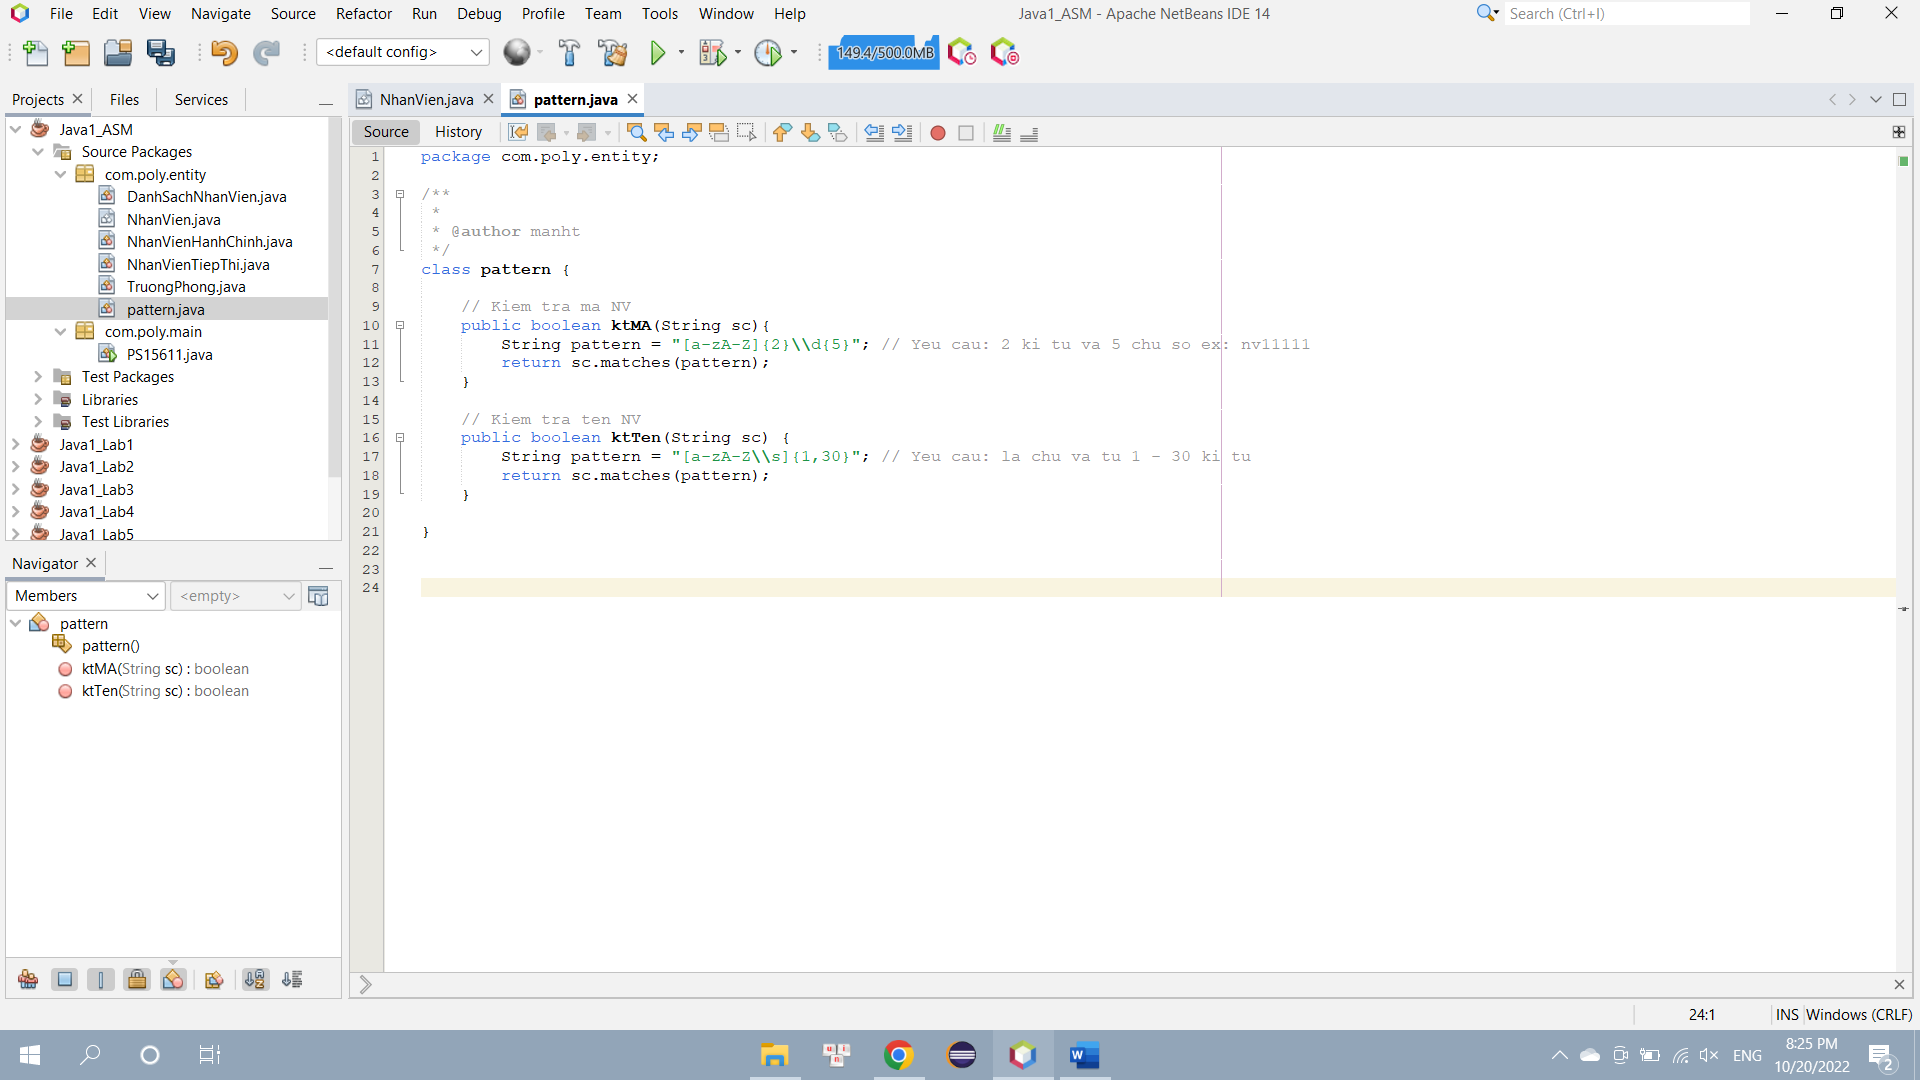 File Edit View Navigate Source Refactor Run Debug Profile Team Tools Window Help
Java1_ASM - Apache NetBeans IDE 14
Search (Ctrl+I)
<default config>
149.4/500.0MB
Projects Files Services
Java1_ASM
Source Packages
com.poly.entity
DanhSachNhanVien.java
NhanVien.java
NhanVienHanhChinh.java
NhanVienTiepThi.java
TruongPhong.java
pattern.java
com.poly.main
PS15611.java
Test Packages
Libraries
Test Libraries
Java1_Lab1
Java1_Lab2
Java1_Lab3
Java1_Lab4
Java1_Lab5
Navigator
Members <empty>
pattern
pattern()
ktMA(String sc) : boolean
ktTen(String sc) : boolean
NhanVien.java pattern.java
Source History
1 package com.poly.entity;
2
3 /**
4 *
5 * @author manht
6 */
7 class pattern {
8
9 // Kiem tra ma NV
10 public boolean ktMA(String sc){
11 String pattern = "[a-zA-Z]{2}\\d{5}"; // Yeu cau: 2 ki tu va 5 chu so ex: nv11111
12 return sc.matches(pattern);
13 }
14
15 // Kiem tra ten NV
16 public boolean ktTen(String sc) {
17 String pattern = "[a-zA-Z\\s]{1,30}"; // Yeu cau: la chu va tu 1 - 30 ki tu
18 return sc.matches(pattern);
19 }
20
21 }
22
23
24
24:1 INS Windows (CRLF)
ENG
8:25 PM
10/20/2022
2